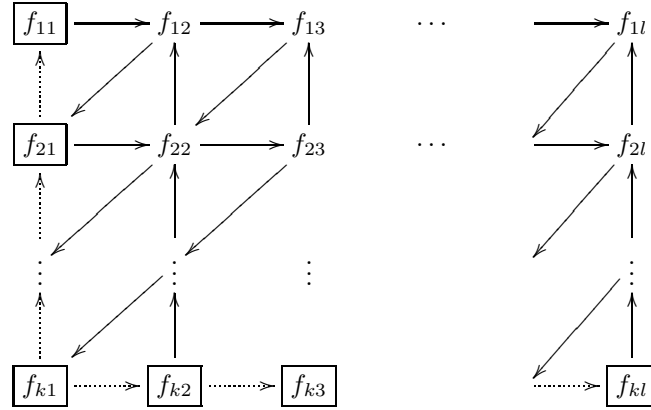 f₁₁ f₁₂ f₁₃ ⋯ f₁ₗ
f₂₁ f₂₂ f₂₃ ⋯ f₂ₗ
⋮ ⋮ ⋮ ⋮
fₖ₁ fₖ₂ fₖ₃ fₖₗ